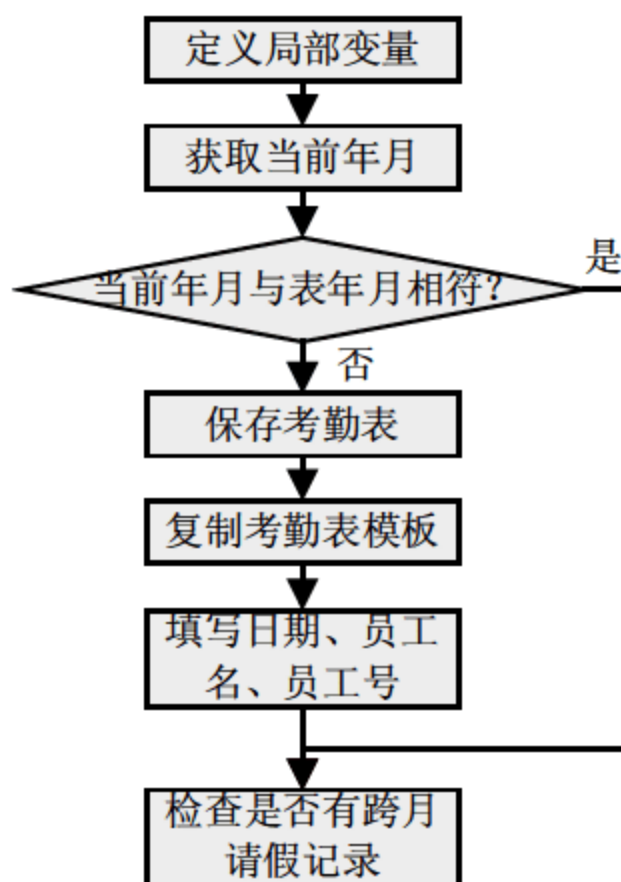 定义局部变量
获取当前年月
当前年月与表年月相符？
是
否
保存考勤表
复制考勤表模板
填写日期、员工
名、员工号
检查是否有跨月
请假记录